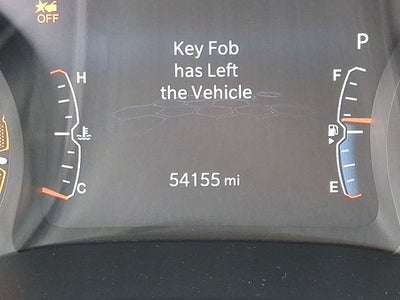 OFF
P
Key Fob
has Left
the Vehicle
H
F
C
E
54155 mi